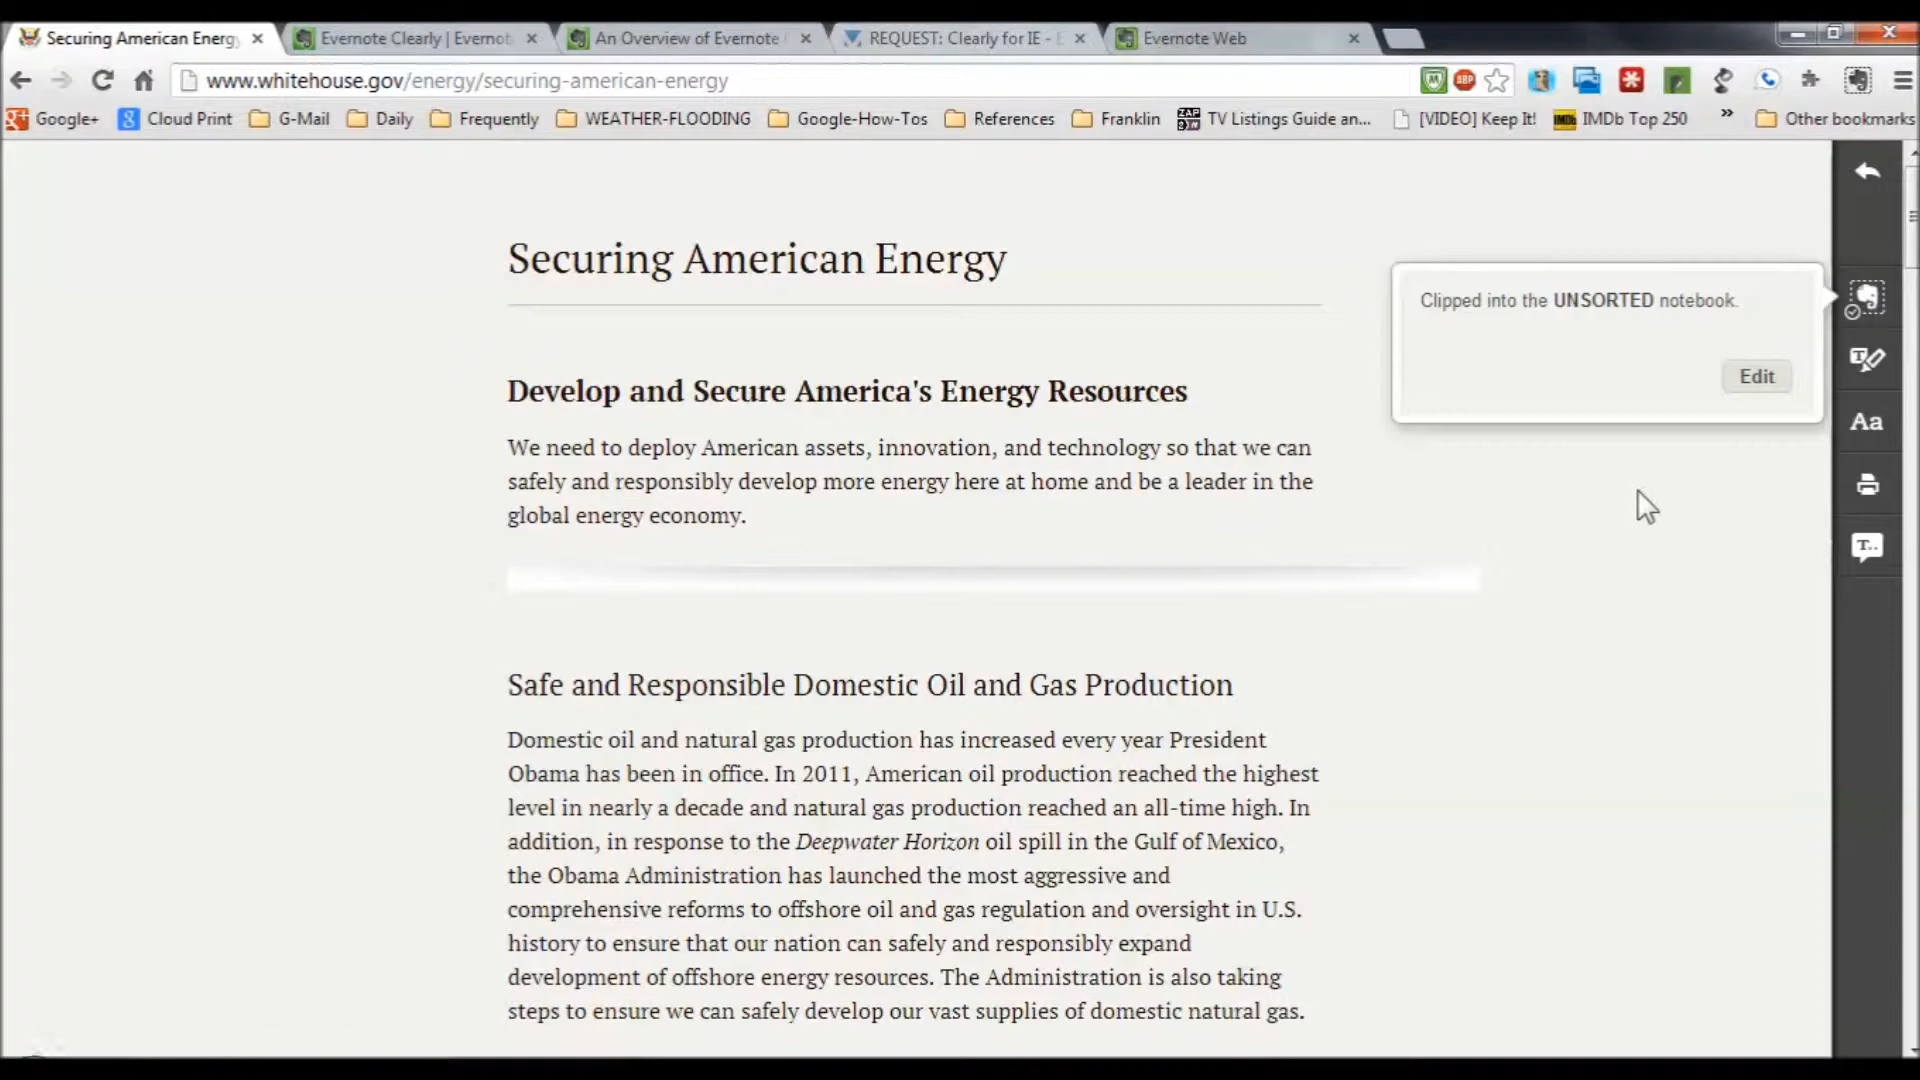 Securing American Energ
Evernote Clearly | Evernot
An Overview of Evernote
REQUEST: Clearly for IE -
Evernote Web
www.whitehouse.gov/energy/securing-american-energy
ABP
Google+
Cloud Print
G-Mail
Daily
Frequently
WEATHER-FLOODING
Google-How-Tos
References
Franklin
TV Listings Guide an...
[VIDEO] Keep It!
IMDb Top 250
»
Other bookmarks
Securing American Energy
Clipped into the UNSORTED notebook.
Edit
Aa
T..
Develop and Secure America's Energy Resources
We need to deploy American assets, innovation, and technology so that we can
safely and responsibly develop more energy here at home and be a leader in the
global energy economy.
Safe and Responsible Domestic Oil and Gas Production
Domestic oil and natural gas production has increased every year President
Obama has been in office. In 2011, American oil production reached the highest
level in nearly a decade and natural gas production reached an all-time high. In
addition, in response to the Deepwater Horizon oil spill in the Gulf of Mexico,
the Obama Administration has launched the most aggressive and
comprehensive reforms to offshore oil and gas regulation and oversight in U.S.
history to ensure that our nation can safely and responsibly expand
development of offshore energy resources. The Administration is also taking
steps to ensure we can safely develop our vast supplies of domestic natural gas.